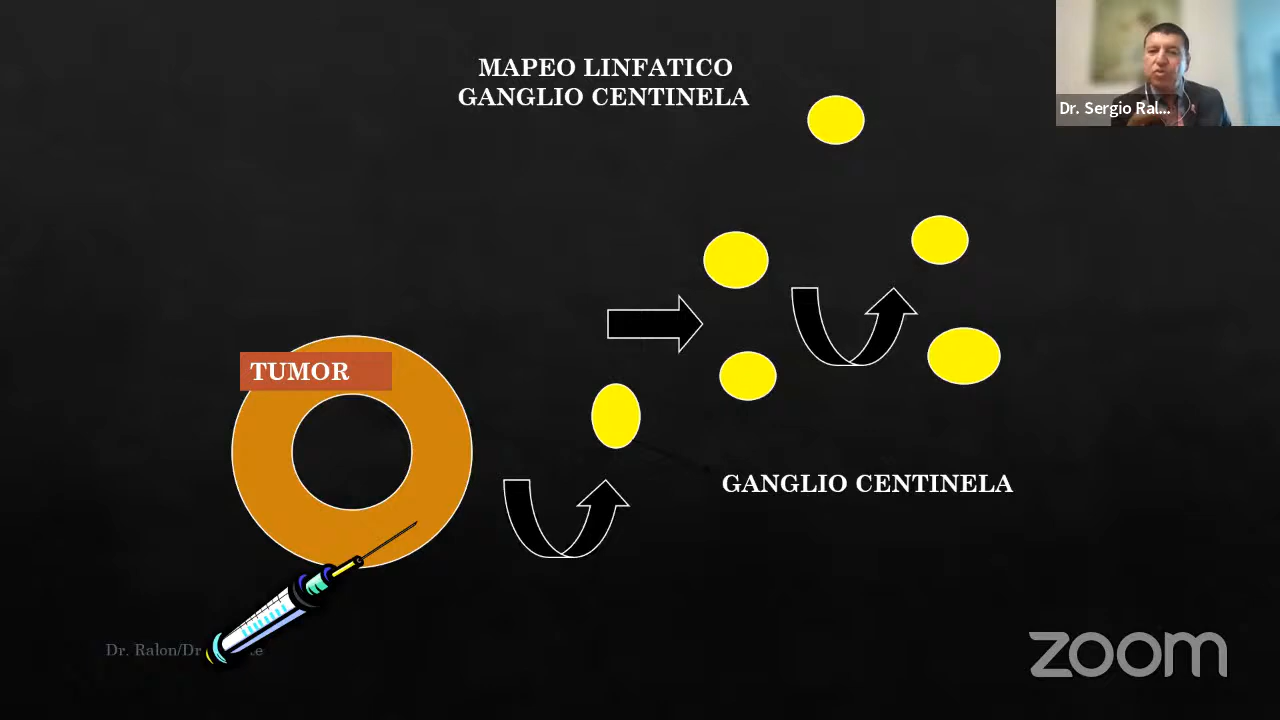 MAPEO LINFATICO
GANGLIO CENTINELA
Dr. Sergio Ral...
TUMOR
GANGLIO CENTINELA
Dr. Ralon/Dr
zoom